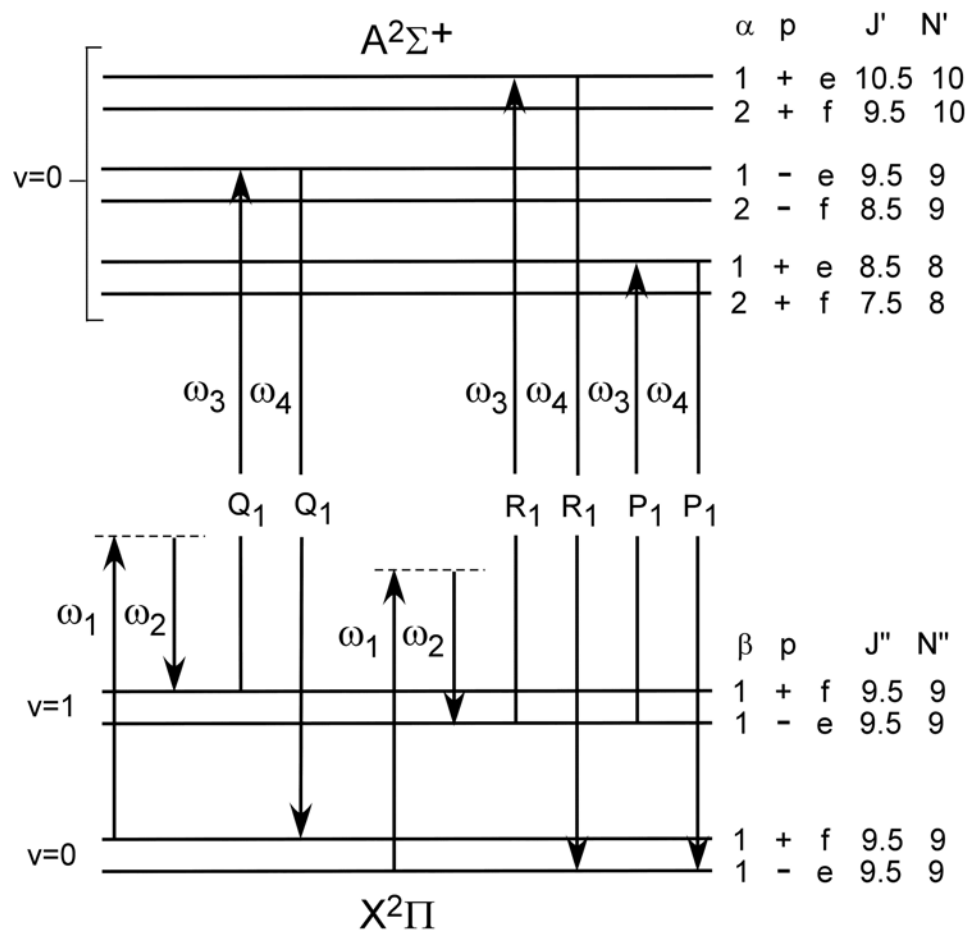 A²Σ⁺
α p J' N'
1 + e 10.5 10
2 + f 9.5 10
v=0
1 - e 9.5 9
2 - f 8.5 9
1 + e 8.5 8
2 + f 7.5 8
ω₃ ω₄ ω₃ ω₄ ω₃ ω₄
Q₁ Q₁ R₁ R₁ P₁ P₁
ω₁ ω₂ ω₁ ω₂
β p J" N"
v=1
1 + f 9.5 9
1 - e 9.5 9
v=0
1 + f 9.5 9
1 - e 9.5 9
X²Π